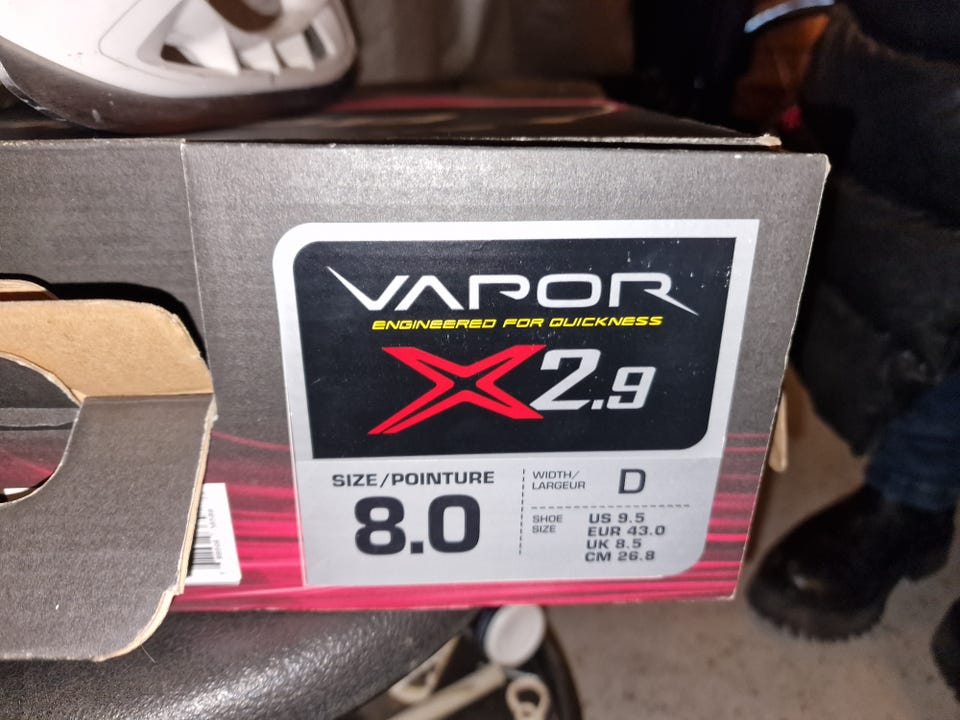 VAPOR
ENGINEERED FOR QUICKNESS
X2.9
SIZE/POINTURE
8.0
WIDTH/
LARGEUR
D
SHOE
SIZE
US 9.5
EUR 43.0
UK 8.5
CM 26.8